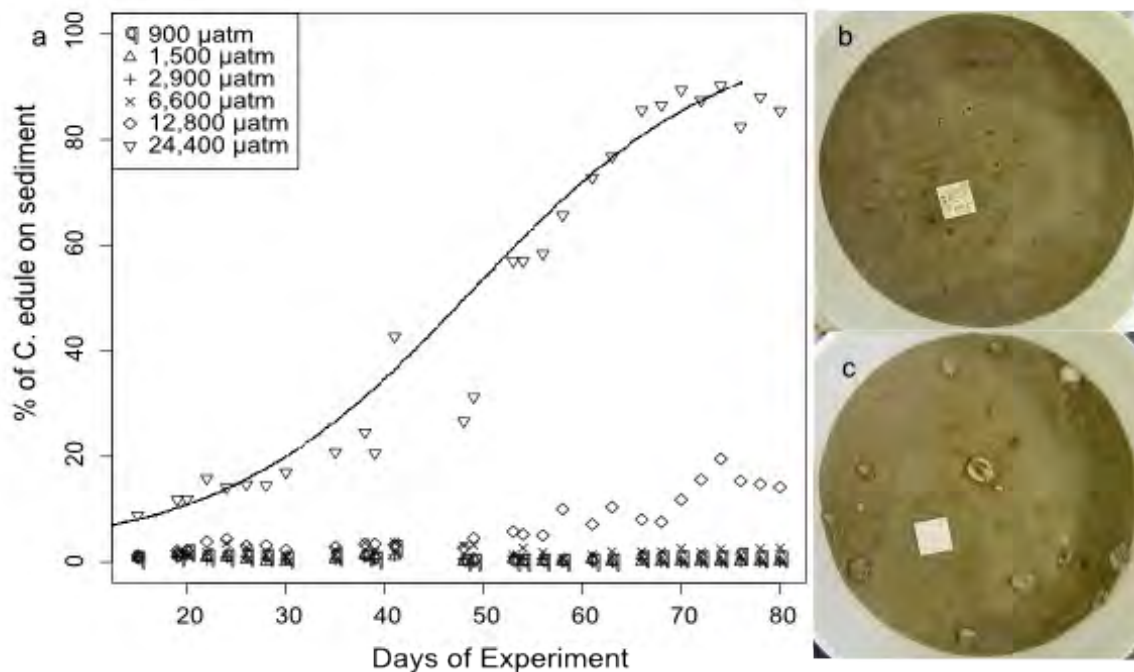 a
900 µatm
1,500 µatm
2,900 µatm
6,600 µatm
12,800 µatm
24,400 µatm
% of C. edule on sediment
100
80
60
40
20
0
20 30 40 50 60 70 80
Days of Experiment
b
c